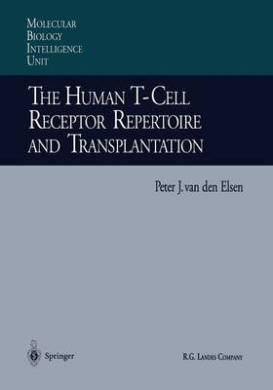 MOLECULAR
BIOLOGY
INTELLIGENCE
UNIT
THE HUMAN T-CELL
RECEPTOR REPERTOIRE
AND TRANSPLANTATION
Peter J. van den Elsen
Springer
R.G. LANDES COMPANY